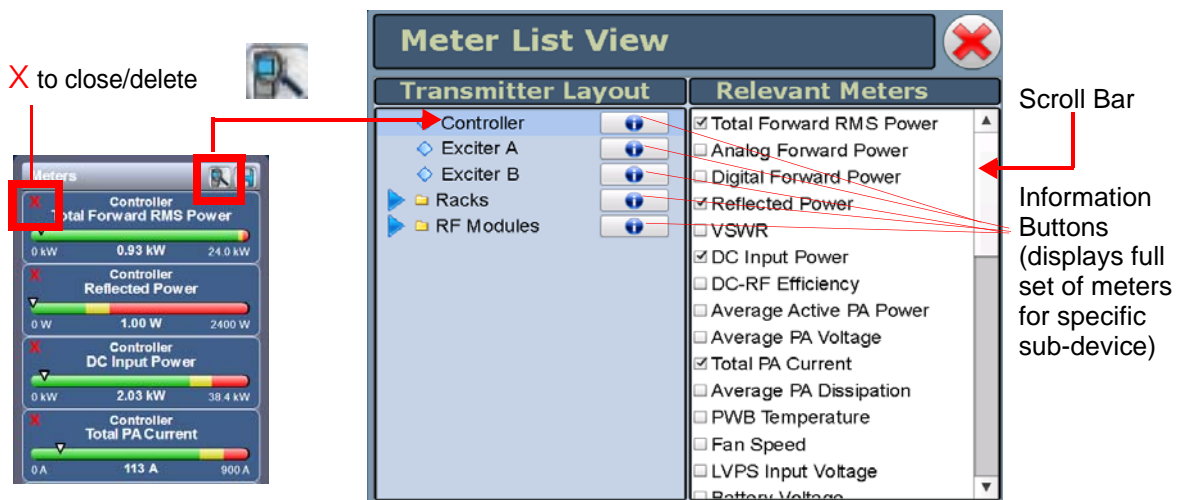 X to close/delete
Meters
X
Controller
Total Forward RMS Power
0 kW 0.93 kW 24.0 kW
X
Controller
Reflected Power
0 W 1.00 W 2400 W
X
Controller
DC Input Power
0 kW 2.03 kW 38.4 kW
X
Controller
Total PA Current
0 A 113 A 900 A
Meter List View
Transmitter Layout
Controller
Exciter A
Exciter B
Racks
RF Modules
Relevant Meters
Total Forward RMS Power
Analog Forward Power
Digital Forward Power
Reflected Power
VSWR
DC Input Power
DC-RF Efficiency
Average Active PA Power
Average PA Voltage
Total PA Current
Average PA Dissipation
PWB Temperature
Fan Speed
LVPS Input Voltage
Battery Voltage
Scroll Bar
Information
Buttons
(displays full
set of meters
for specific
sub-device)